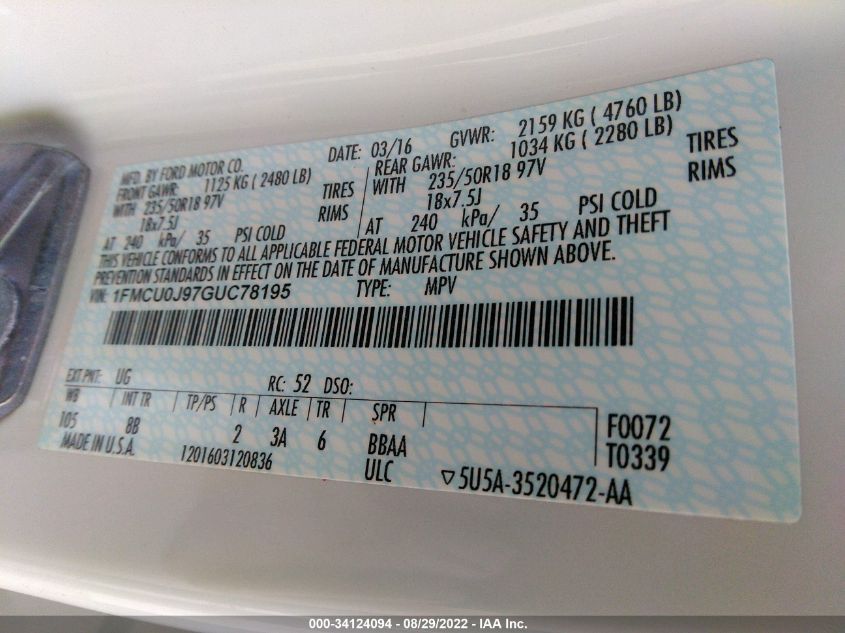 MFD. BY FORD MOTOR CO.
DATE: 03/16
GVWR: 2159 KG ( 4760 LB)
FRONT GAWR: 1125 KG ( 2480 LB)
REAR GAWR: 1034 KG ( 2280 LB)
WITH 235/50R18 97V TIRES
WITH 235/50R18 97V TIRES
18x7.5J RIMS
18x7.5J RIMS
AT 240 kPa/ 35 PSI COLD
AT 240 kPa/ 35 PSI COLD
THIS VEHICLE CONFORMS TO ALL APPLICABLE FEDERAL MOTOR VEHICLE SAFETY AND THEFT
PREVENTION STANDARDS IN EFFECT ON THE DATE OF MANUFACTURE SHOWN ABOVE.
VIN: 1FMCU0J97GUC78195
TYPE: MPV
EXT PNT: UG RC: 52 DSO:
WB INT TR TP/PS R AXLE TR SPR
105 8B 2 3A 6 BBAA
F0072
T0339
MADE IN U.S.A.
1201603120836
ULC
▽5U5A-3520472-AA
000-34124094 - 08/29/2022 - IAA Inc.